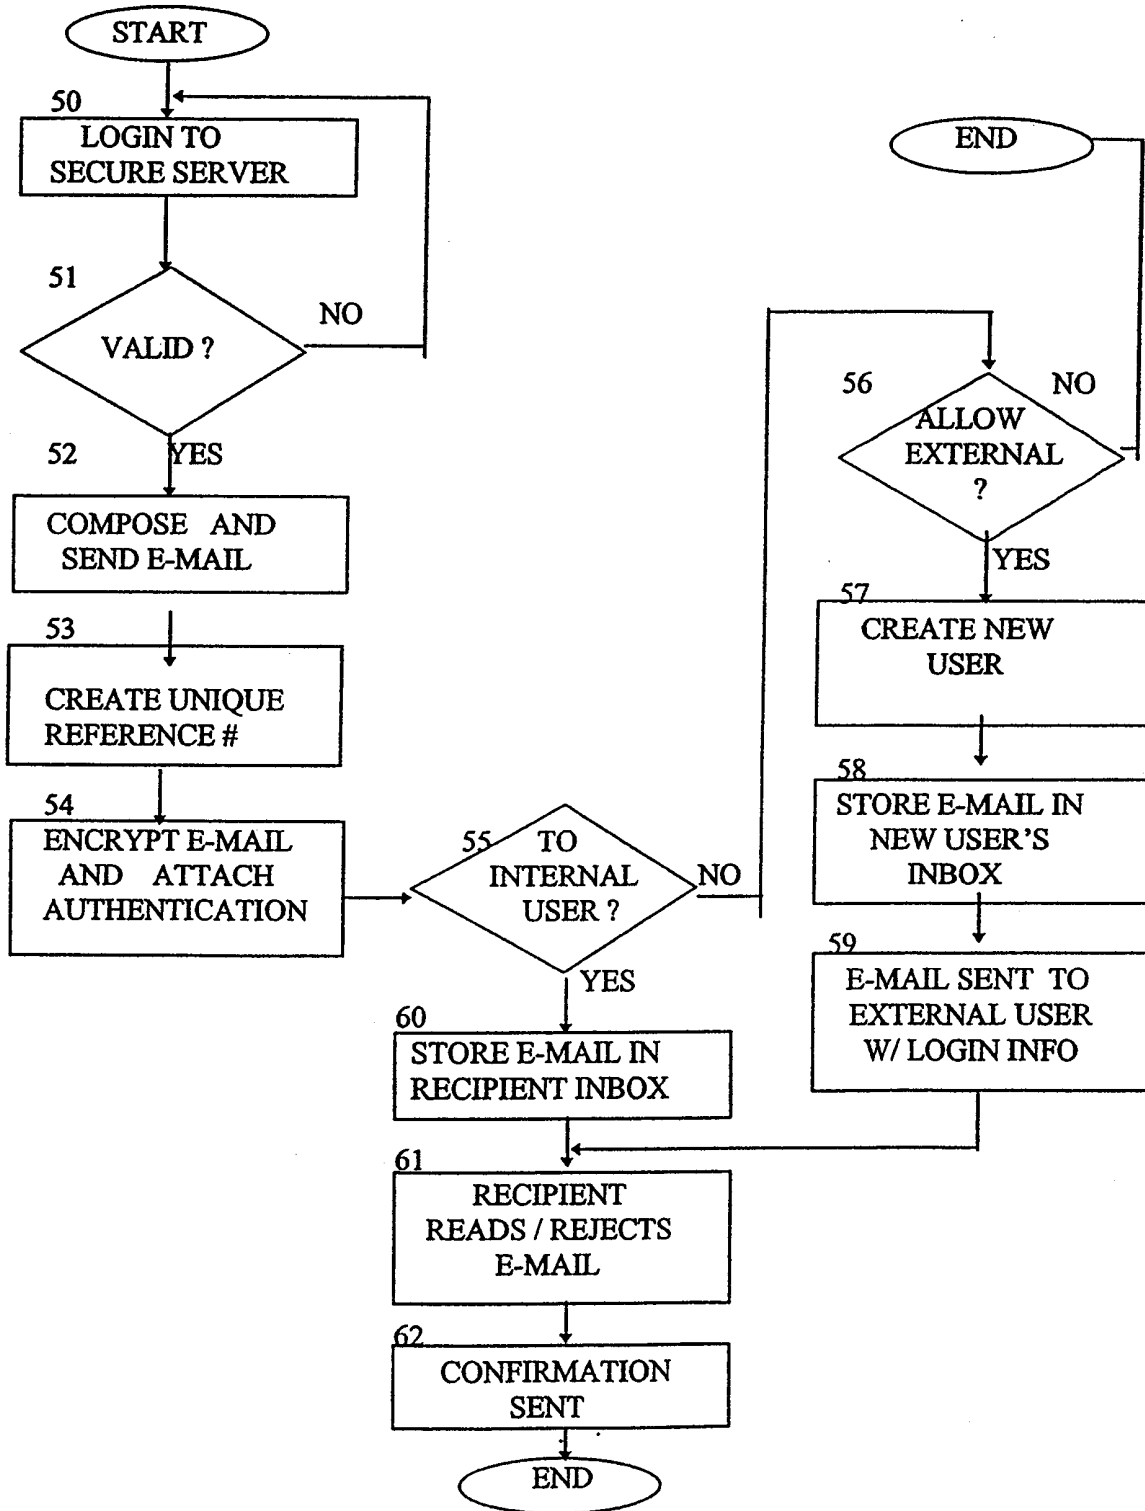 START
50
LOGIN TO
SECURE SERVER
51
VALID ?
NO
52
YES
COMPOSE AND
SEND E-MAIL
53
CREATE UNIQUE
REFERENCE #
54
ENCRYPT E-MAIL
AND ATTACH
AUTHENTICATION
55
TO
INTERNAL
USER ?
NO
YES
END
56
NO
ALLOW
EXTERNAL
?
YES
57
CREATE NEW
USER
58
STORE E-MAIL IN
NEW USER'S
INBOX
59
E-MAIL SENT TO
EXTERNAL USER
W/ LOGIN INFO
60
STORE E-MAIL IN
RECIPIENT INBOX
61
RECIPIENT
READS / REJECTS
E-MAIL
62
CONFIRMATION
SENT
END